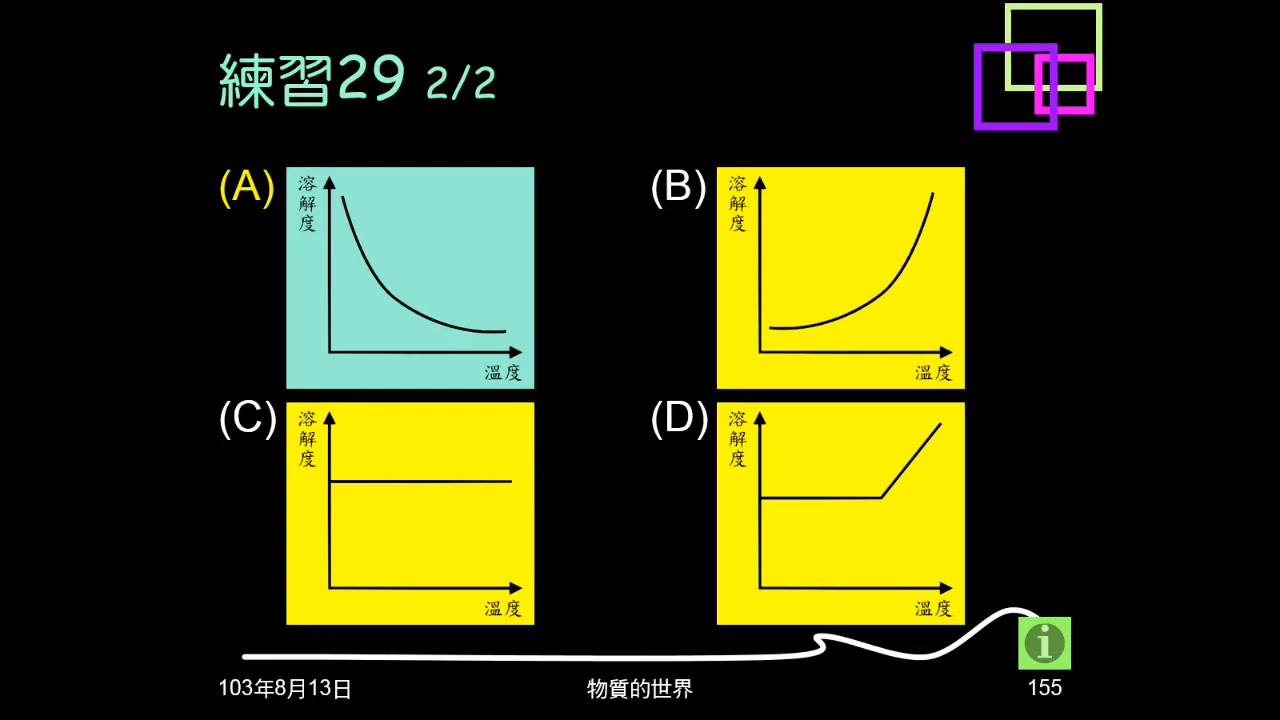 練習29 2/2
(A)
溶解度
溫度
(B)
溶解度
溫度
(C)
溶解度
溫度
(D)
溶解度
溫度
103年8月13日
物質的世界
155